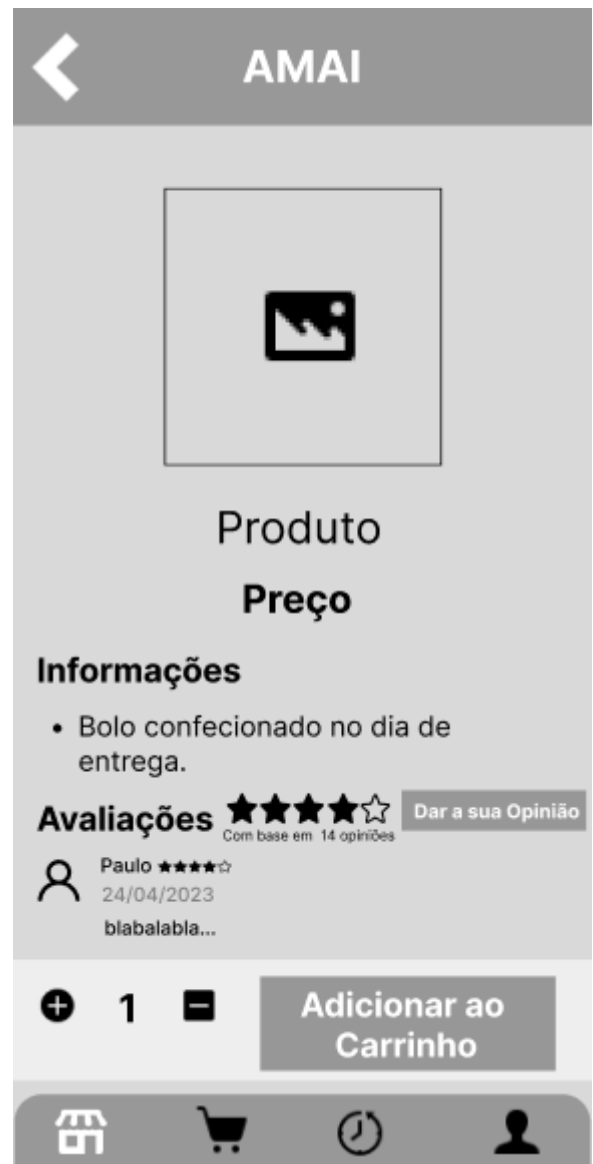 AMAI
Produto
Preço
Informações
• Bolo confecionado no dia de
entrega.
Avaliações
Com base em 14 opiniões
Dar a sua Opinião
Paulo
24/04/2023
blabalabla...
1
Adicionar ao
Carrinho